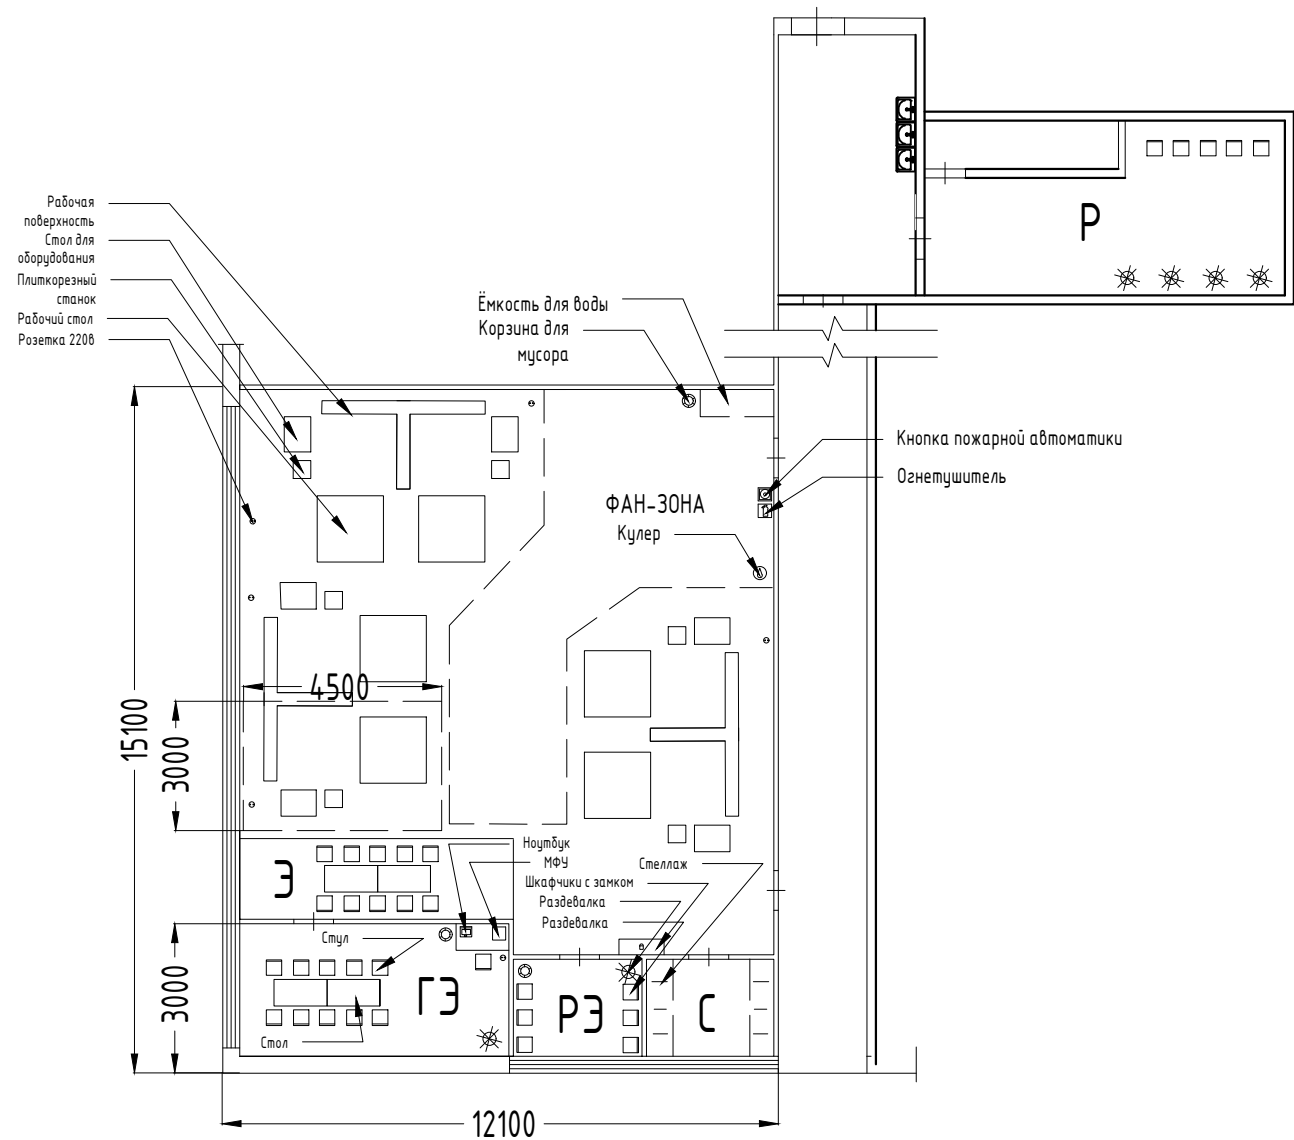 Р
Рабочая
поверхность
Стол для
оборудования
Плиткорезный
станок
Рабочий стол
Розетка 220в
Ёмкость для воды
Корзина для
мусора
Кнопка пожарной автоматики
Огнетушитель
ФАН-ЗОНА
Кулер
4500
15100
3000
Ноутбук
МФУ
Стеллаж
Шкафчики с замком
Раздевалка
Раздевалка
Э
Стул
3000
ГЭ
РЭ
С
Стол
12100